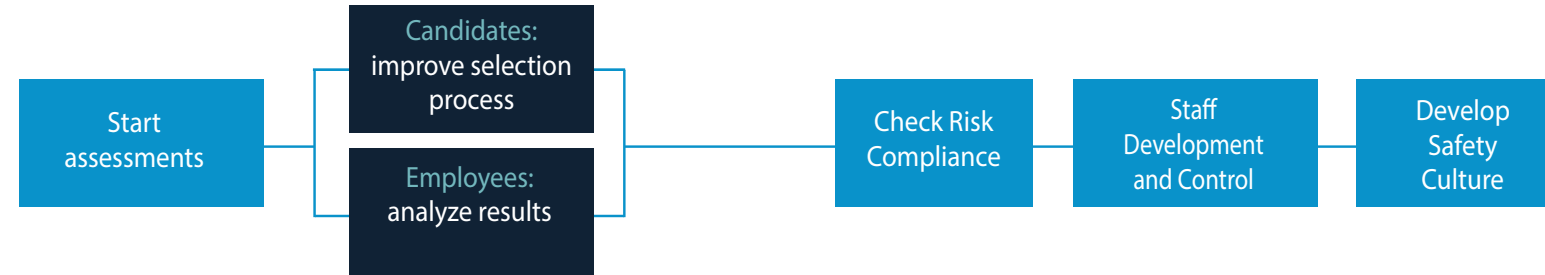 Start
assessments
Candidates:
improve selection
process
Employees:
analyze results
Check Risk
Compliance
Staff
Development
and Control
Develop
Safety
Culture